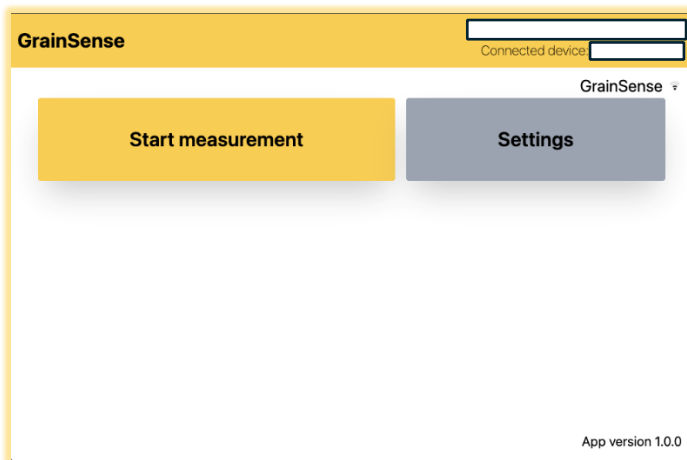 GrainSense
Connected device:
GrainSense
Start measurement
Settings
App version 1.0.0